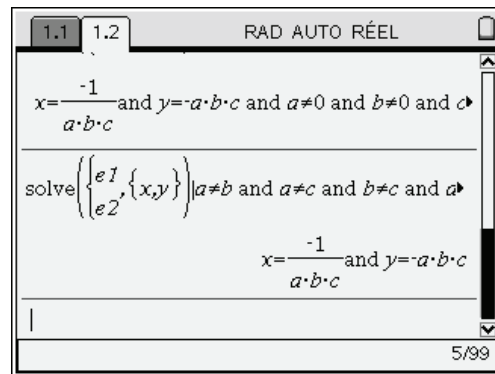 1.1 1.2 RAD AUTO RÉEL
x=-1/(a·b·c) and y=-a·b·c and a≠0 and b≠0 and c▸
solve({e1 e2,{x,y})|a≠b and a≠c and b≠c and a▸
x=-1/(a·b·c) and y=-a·b·c
5/99